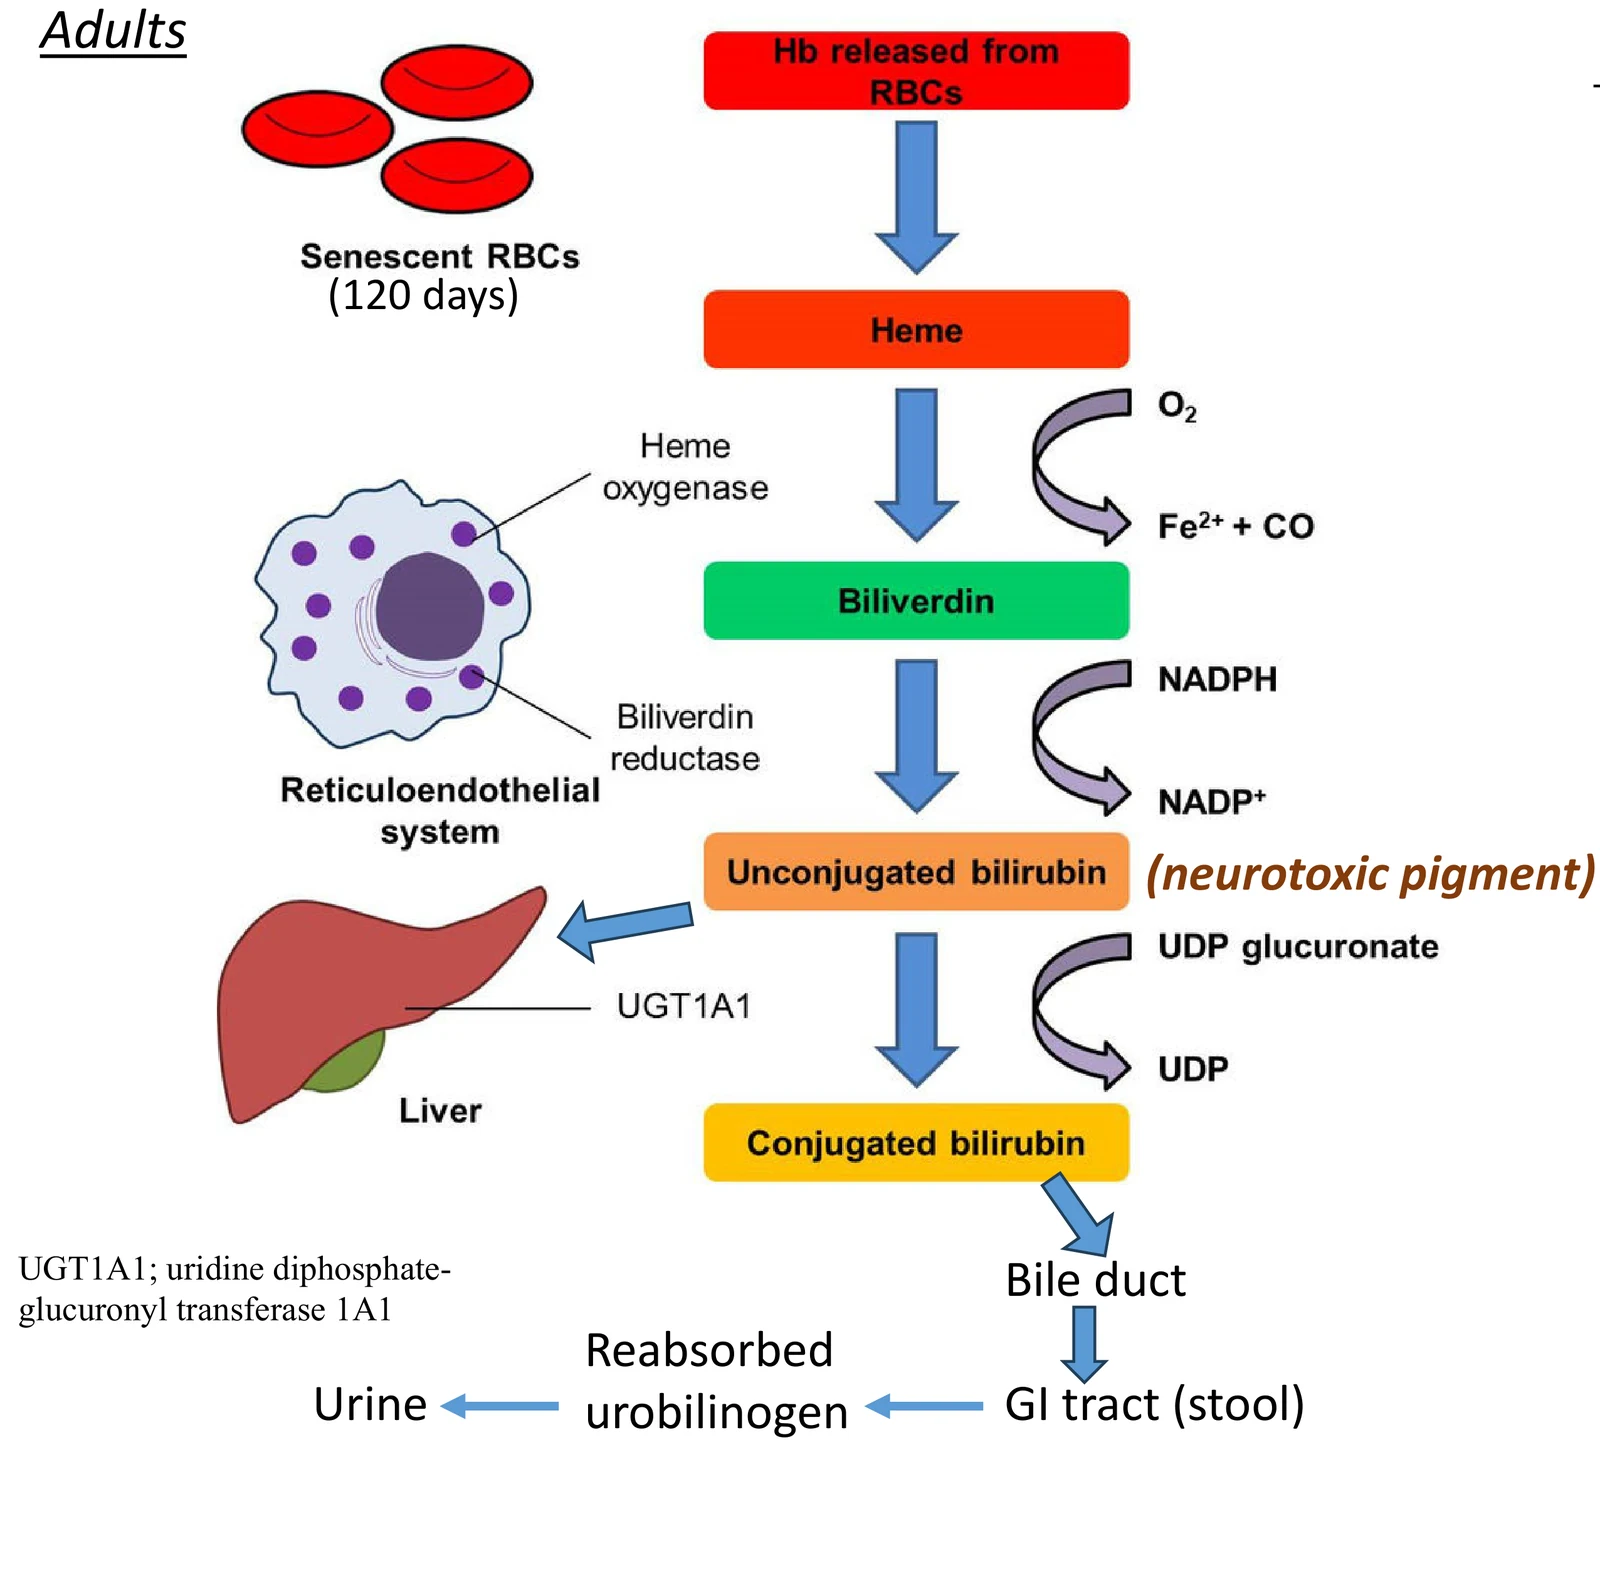 Adults
Hb released from
RBCs
Senescent RBCs
(120 days)
Heme
O₂
Heme
oxygenase
Fe²⁺ + CO
Biliverdin
NADPH
Biliverdin
reductase
Reticuloendothelial
system
NADP⁺
Unconjugated bilirubin
(neurotoxic pigment)
UDP glucuronate
UGT1A1
UDP
Liver
Conjugated bilirubin
Bile duct
UGT1A1; uridine diphosphate-
glucuronyl transferase 1A1
Reabsorbed
urobilinogen
Urine
GI tract (stool)